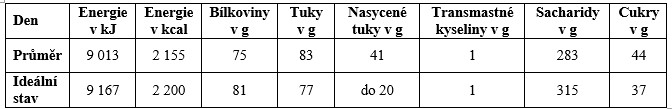 Den Energie v kJ Energie v kcal Bílkoviny v g Tuky v g Nasycené tuky v g Transmastné kyseliny v g Sacharidy v g Cukry v g
Průměr 9 013 2 155 75 83 41 1 283 44
Ideální stav 9 167 2 200 81 77 do 20 1 315 37